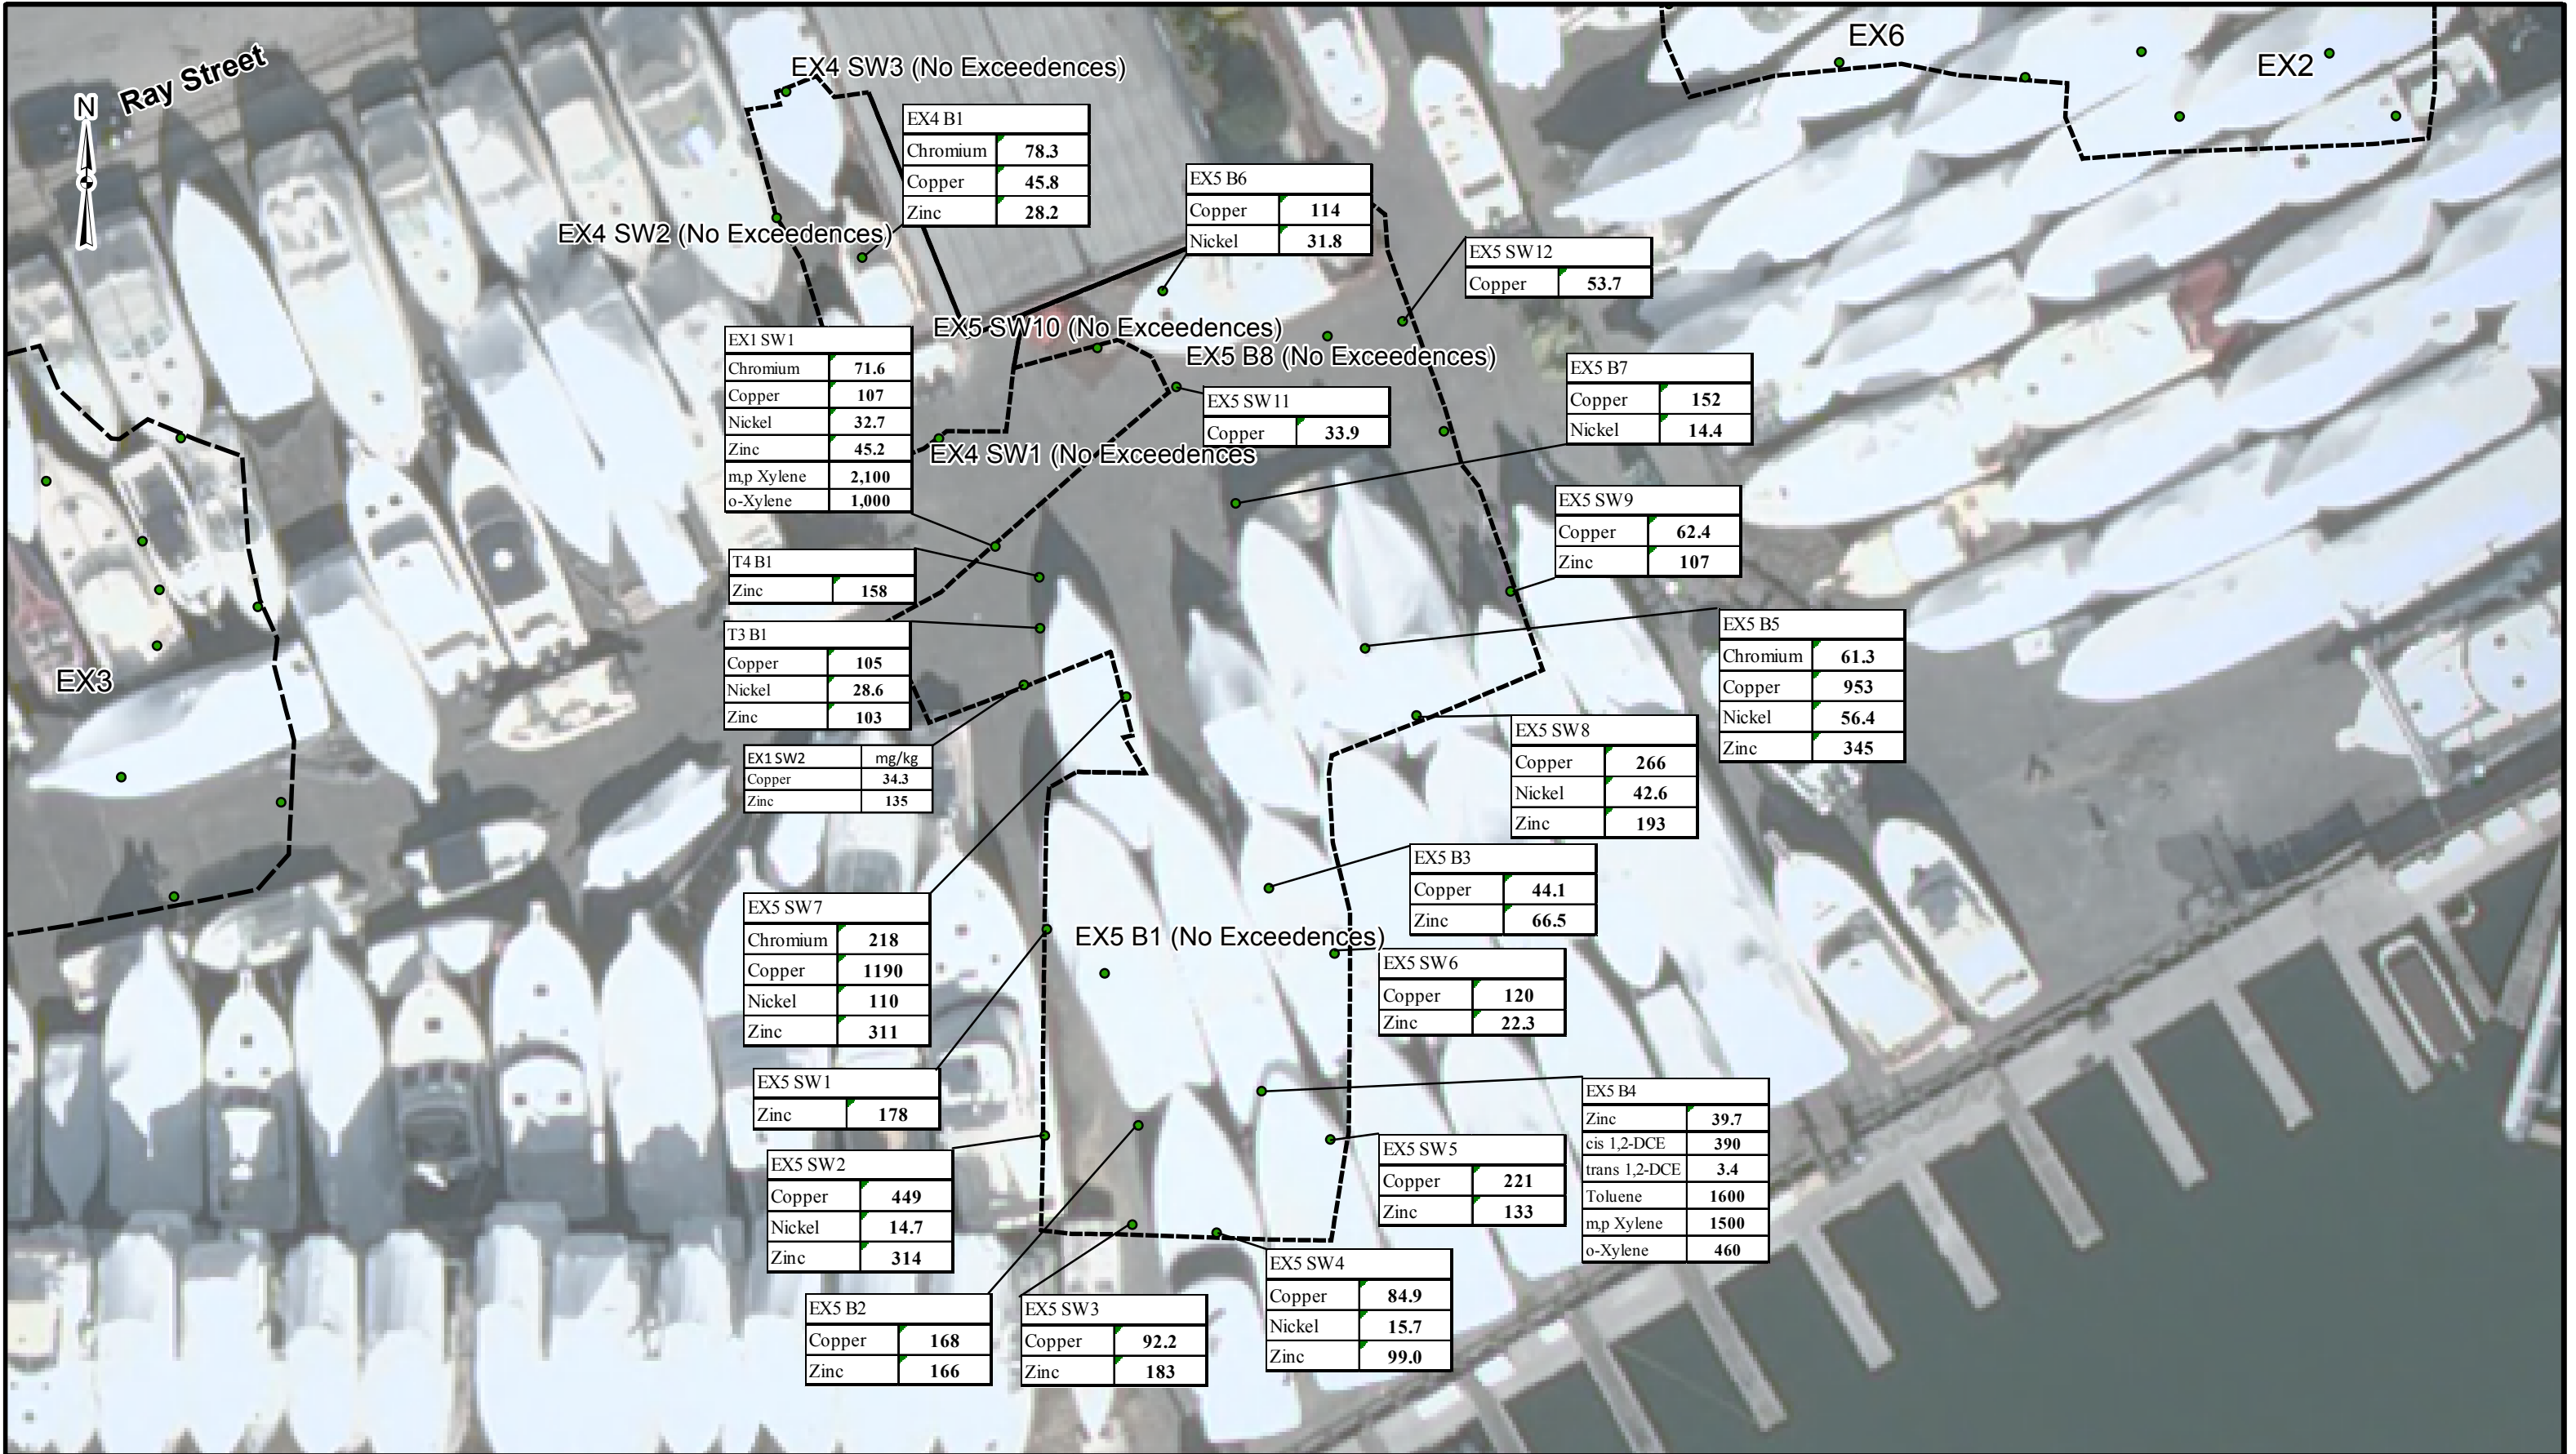 Ray Street
N
EX4 SW3 (No Exceedences)
EX6
EX2
EX4 B1
Chromium 78.3
Copper 45.8
Zinc 28.2
EX4 SW2 (No Exceedences)
EX5 B6
Copper 114
Nickel 31.8
EX5 SW12
Copper 53.7
EX5 SW10 (No Exceedences)
EX5 B8 (No Exceedences)
EX1 SW1
Chromium 71.6
Copper 107
Nickel 32.7
Zinc 45.2
m,p Xylene 2,100
o-Xylene 1,000
EX5 SW11
Copper 33.9
EX4 SW1 (No Exceedences
EX5 B7
Copper 152
Nickel 14.4
EX5 SW9
Copper 62.4
Zinc 107
T4 B1
Zinc 158
T3 B1
Copper 105
Nickel 28.6
Zinc 103
EX3
EX5 B5
Chromium 61.3
Copper 953
Nickel 56.4
Zinc 345
EX1 SW2 mg/kg
Copper 34.3
Zinc 135
EX5 SW8
Copper 266
Nickel 42.6
Zinc 193
EX5 B3
Copper 44.1
Zinc 66.5
EX5 SW7
Chromium 218
Copper 1190
Nickel 110
Zinc 311
EX5 B1 (No Exceedences)
EX5 SW6
Copper 120
Zinc 22.3
EX5 SW1
Zinc 178
EX5 B4
Zinc 39.7
cis 1,2-DCE 390
trans 1,2-DCE 3.4
Toluene 1600
m,p Xylene 1500
o-Xylene 460
EX5 SW2
Copper 449
Nickel 14.7
Zinc 314
EX5 SW5
Copper 221
Zinc 133
EX5 SW4
Copper 84.9
Nickel 15.7
Zinc 99.0
EX5 B2
Copper 168
Zinc 166
EX5 SW3
Copper 92.2
Zinc 183